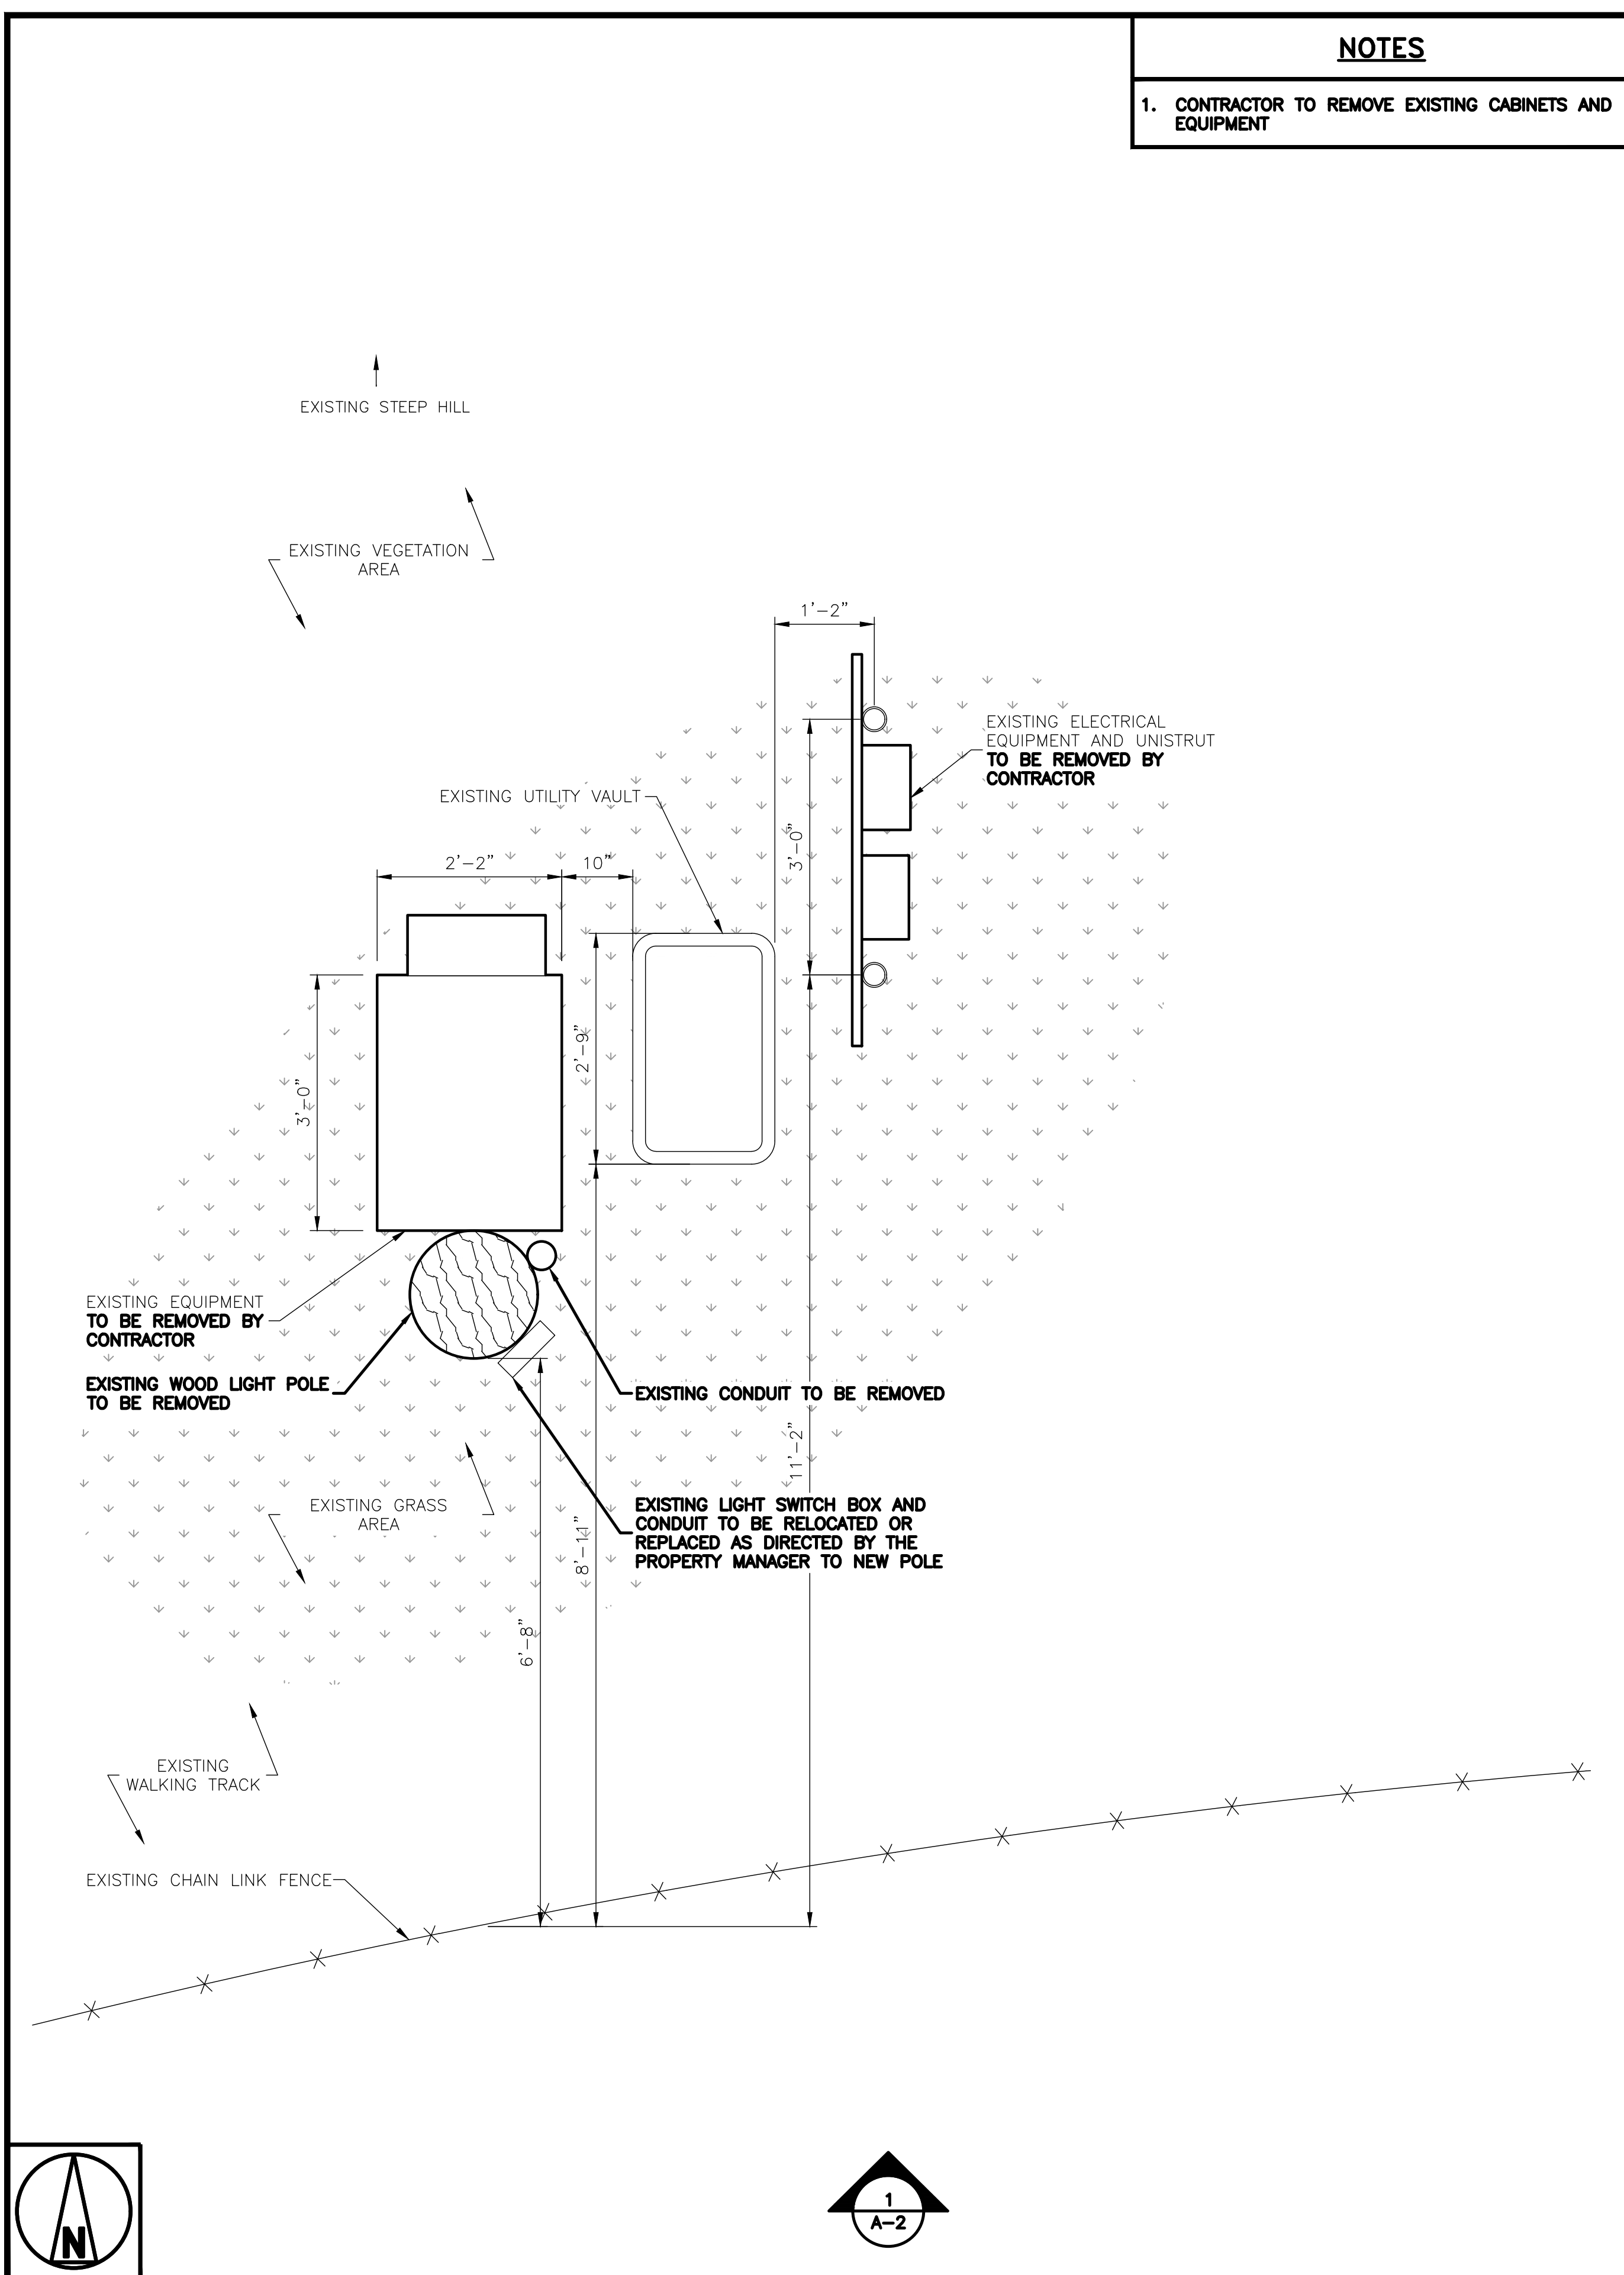 NOTES
1. CONTRACTOR TO REMOVE EXISTING CABINETS AND
EQUIPMENT
EXISTING STEEP HILL
EXISTING VEGETATION
AREA
1'-2"
EXISTING ELECTRICAL
EQUIPMENT AND UNISTRUT
TO BE REMOVED BY
CONTRACTOR
EXISTING UTILITY VAULT
3'-0"
2'-2"
10"
2'-9"
3'-0"
EXISTING EQUIPMENT
TO BE REMOVED BY
CONTRACTOR
EXISTING WOOD LIGHT POLE
TO BE REMOVED
EXISTING CONDUIT TO BE REMOVED
11'-2"
EXISTING GRASS
AREA
EXISTING LIGHT SWITCH BOX AND
CONDUIT TO BE RELOCATED OR
REPLACED AS DIRECTED BY THE
PROPERTY MANAGER TO NEW POLE
8'-11"
6'-8"
EXISTING
WALKING TRACK
EXISTING CHAIN LINK FENCE
N
1
A-2